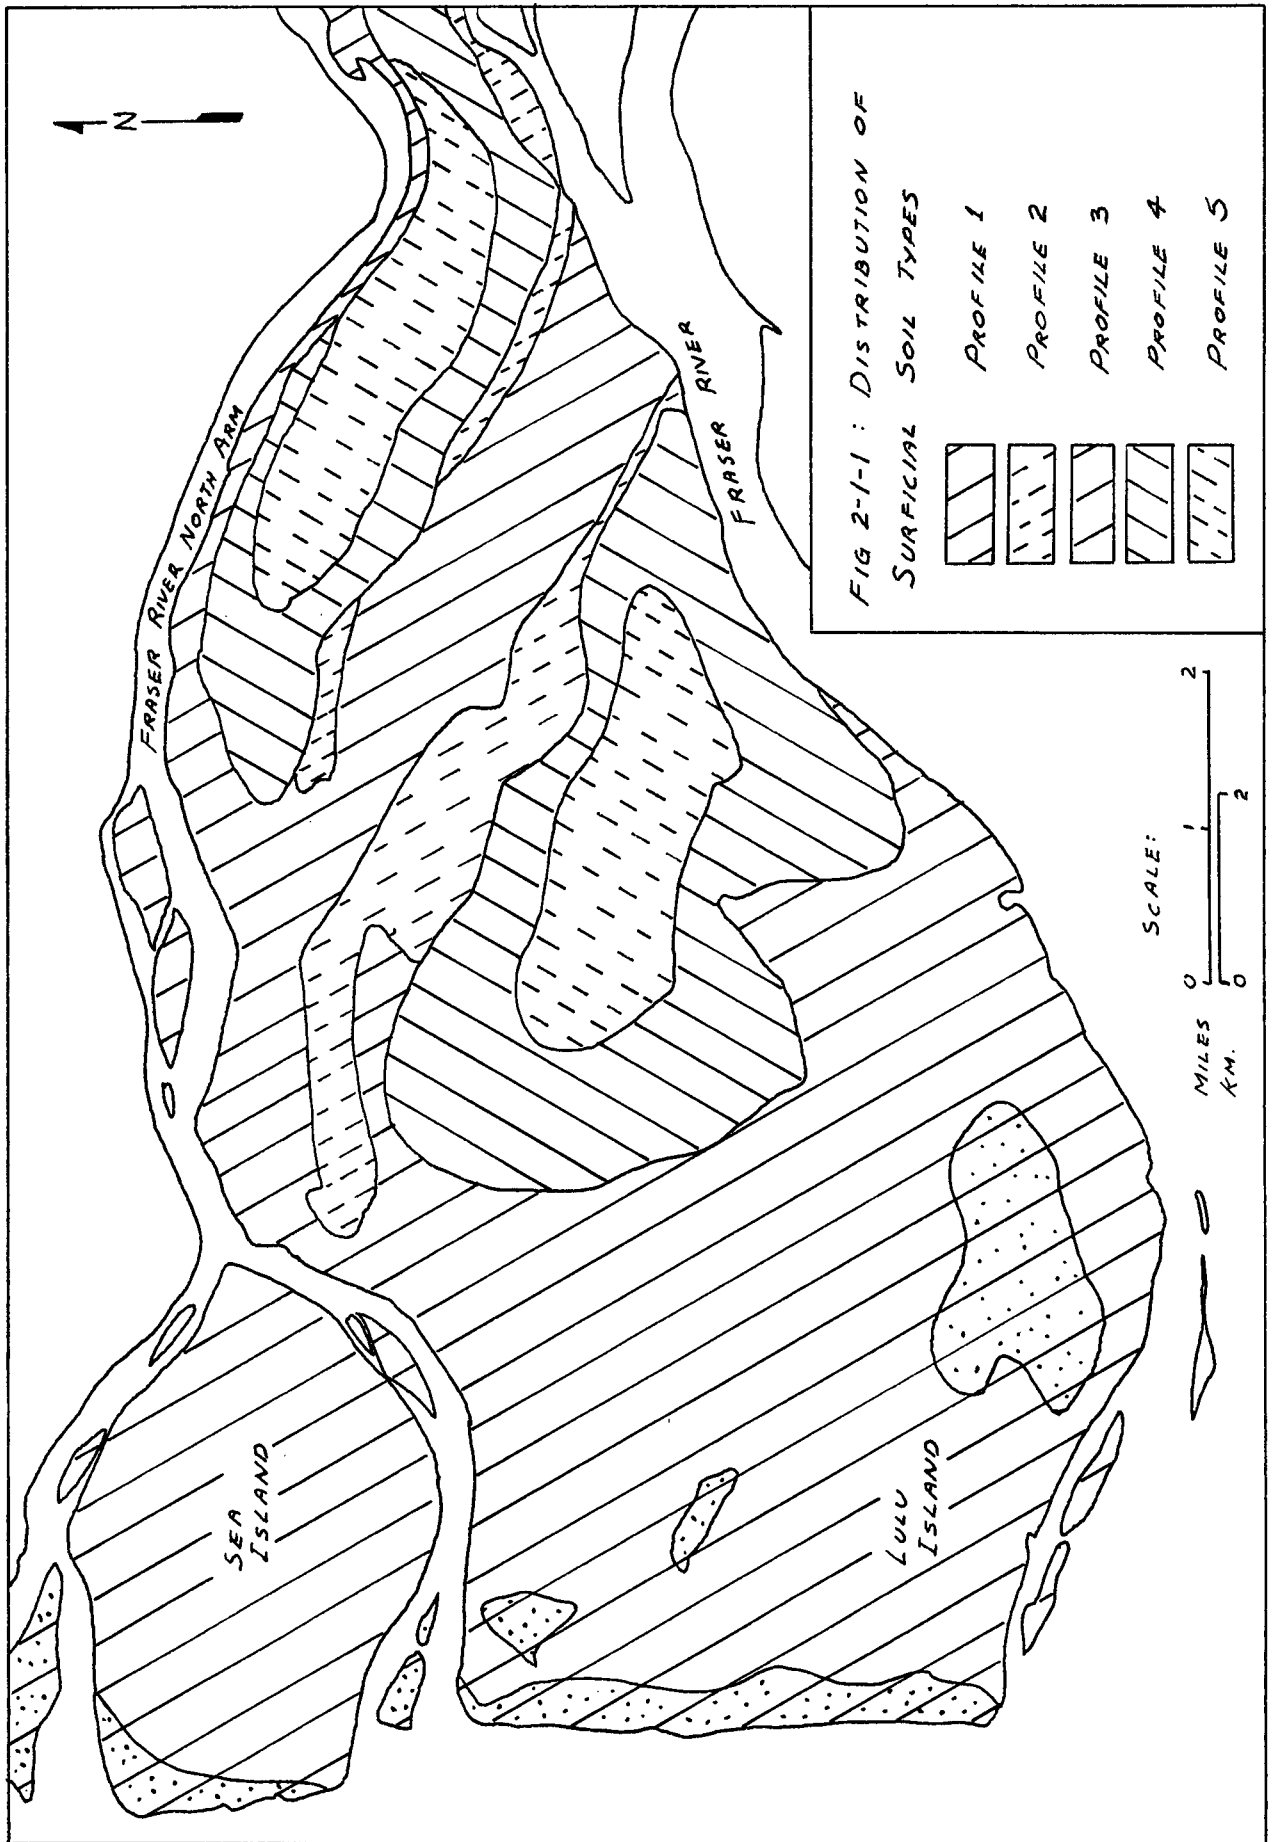 N
FRASER RIVER NORTH ARM
FRASER RIVER
SEA
ISLAND
LULU
ISLAND
SCALE:
MILES 0 1 2
KM. 0 2
FIG 2-1-1 : DISTRIBUTION OF
SURFICIAL SOIL TYPES
PROFILE 1
PROFILE 2
PROFILE 3
PROFILE 4
PROFILE 5